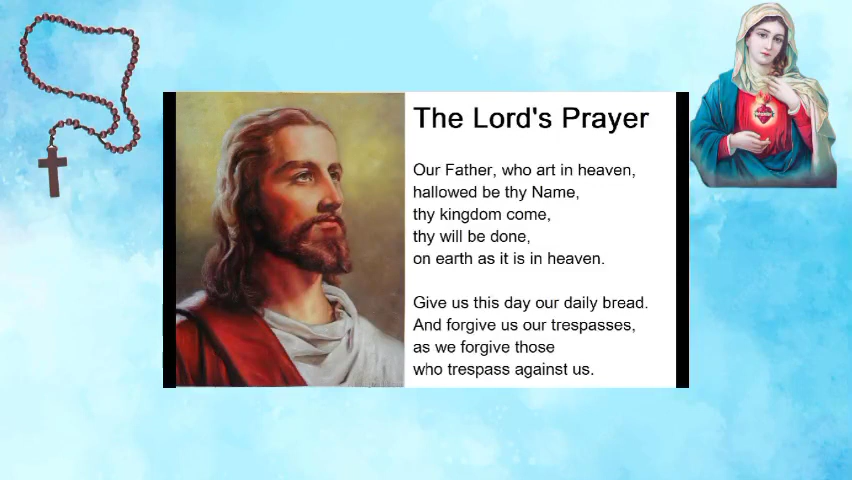 The Lord's Prayer
Our Father, who art in heaven,
hallowed be thy Name,
thy kingdom come,
thy will be done,
on earth as it is in heaven.
Give us this day our daily bread.
And forgive us our trespasses,
as we forgive those
who trespass against us.